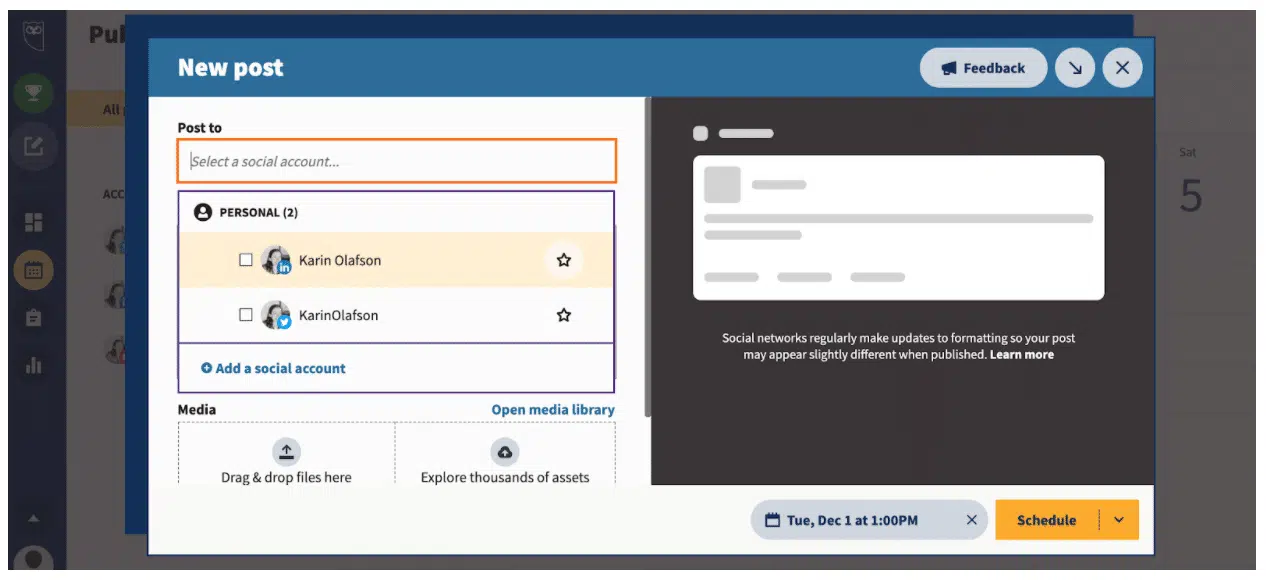 Pu
New post
Feedback
All
Post to
Select a social account...
ACC
PERSONAL (2)
Karin Olafson
in
KarinOlafson
Add a social account
Media
Open media library
Drag & drop files here
Explore thousands of assets
Social networks regularly make updates to formatting so your post
may appear slightly different when published. Learn more
Sat
5
Tue, Dec 1 at 1:00PM
Schedule